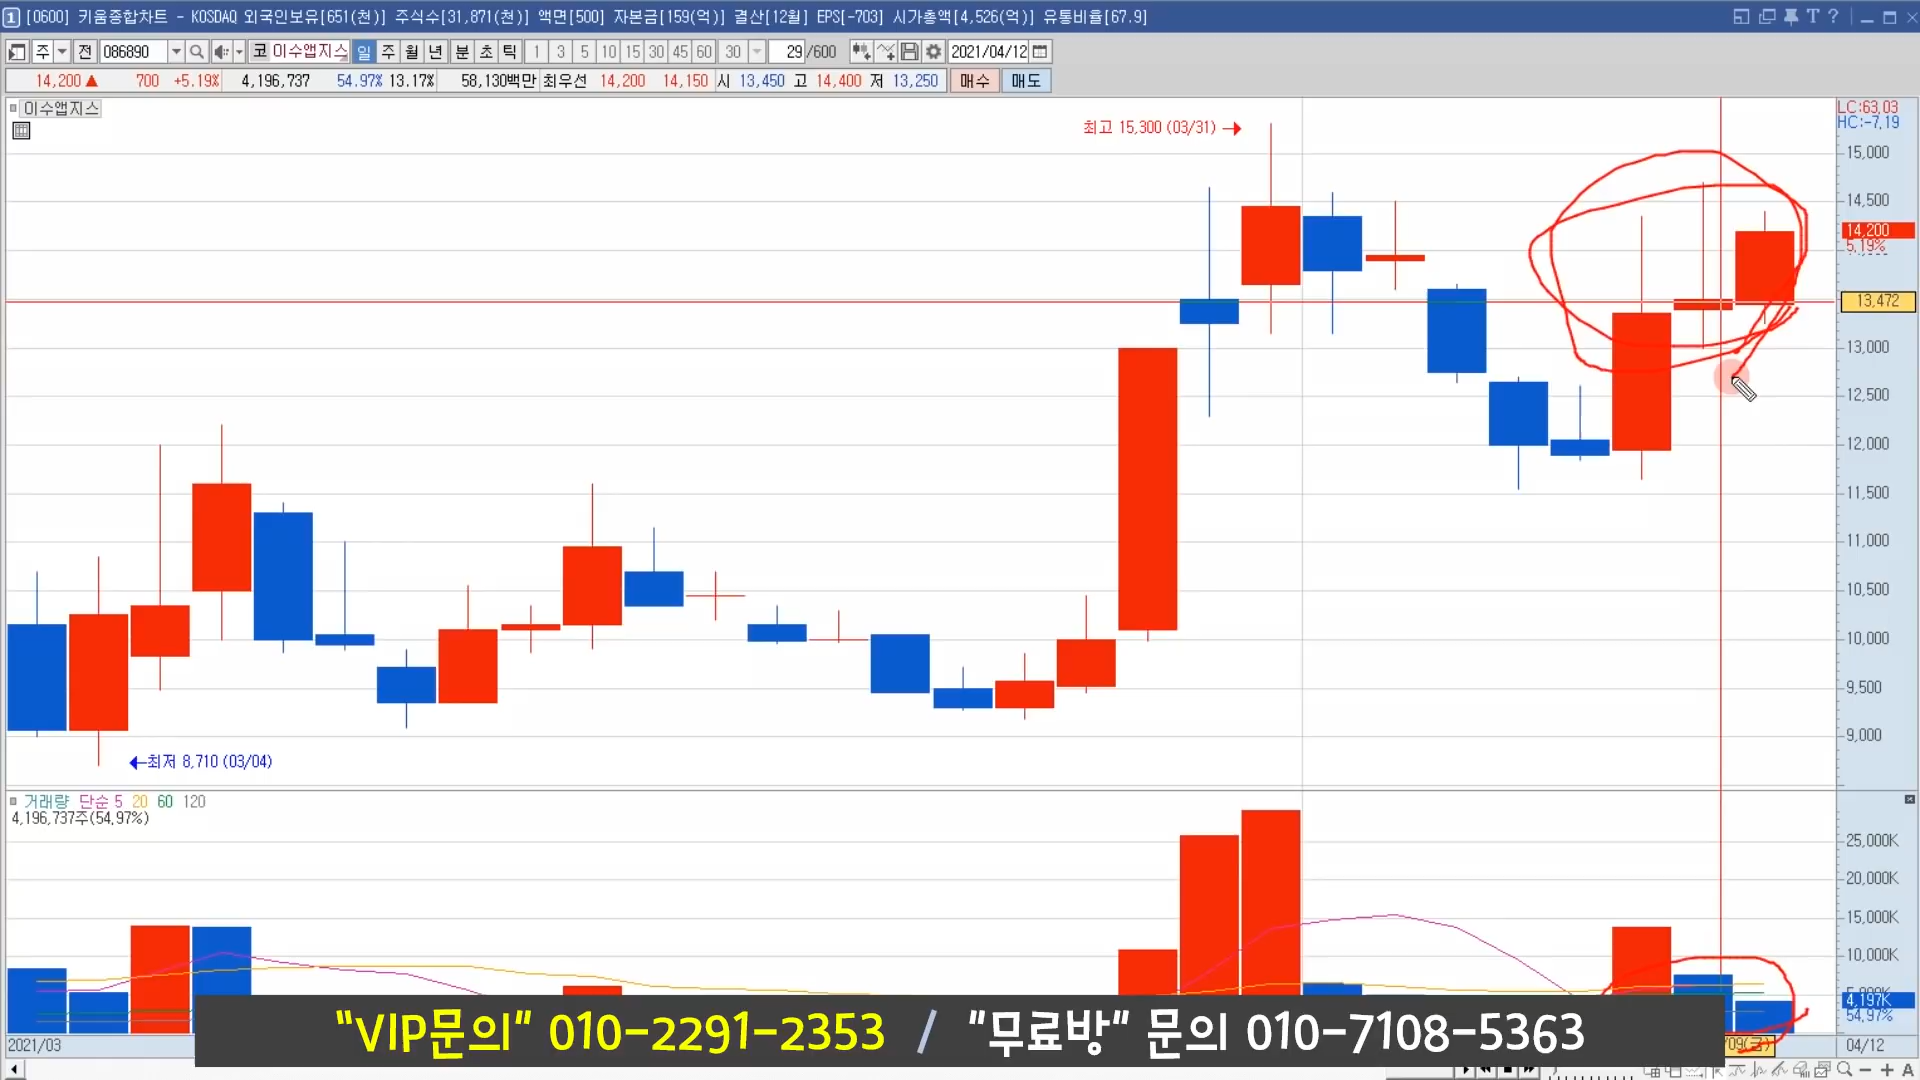 1 [0600] 키움종합차트 - KOSDAQ 외국인보유[651(천)] 주식수[31,871(천)] 액면[500] 자본금[159(억)] 결산[12월] EPS[-703] 시가총액[4,526(억)] 유통비율[67.9]
주 전 086890 코 이수앱지스 일 주 월 년 분 초 틱 1 3 5 10 15 30 45 60 30 29 /600 2021/04/12
14,200 ▲ 700 +5.19% 4,196,737 54.97% 13.17% 58,130백만 최우선 14,200 14,150 시 13,450 고 14,400 저 13,250 매수 매도
이수앱지스
LC:63,03
HC:-7,19
최고 15,300 (03/31) →
15,000
14,500
14,200
5,19%
13,472
13,000
12,500
12,000
11,500
11,000
10,500
10,000
9,500
9,000
←최저 8,710 (03/04)
거래량 단순 5 20 60 120
4,196,737주(54,97%)
25,000K
20,000K
15,000K
10,000K
4,197K
54,97%
"VIP문의" 010-2291-2353 / "무료방" 문의 010-7108-5363
2021/03
/09(금)
04/12